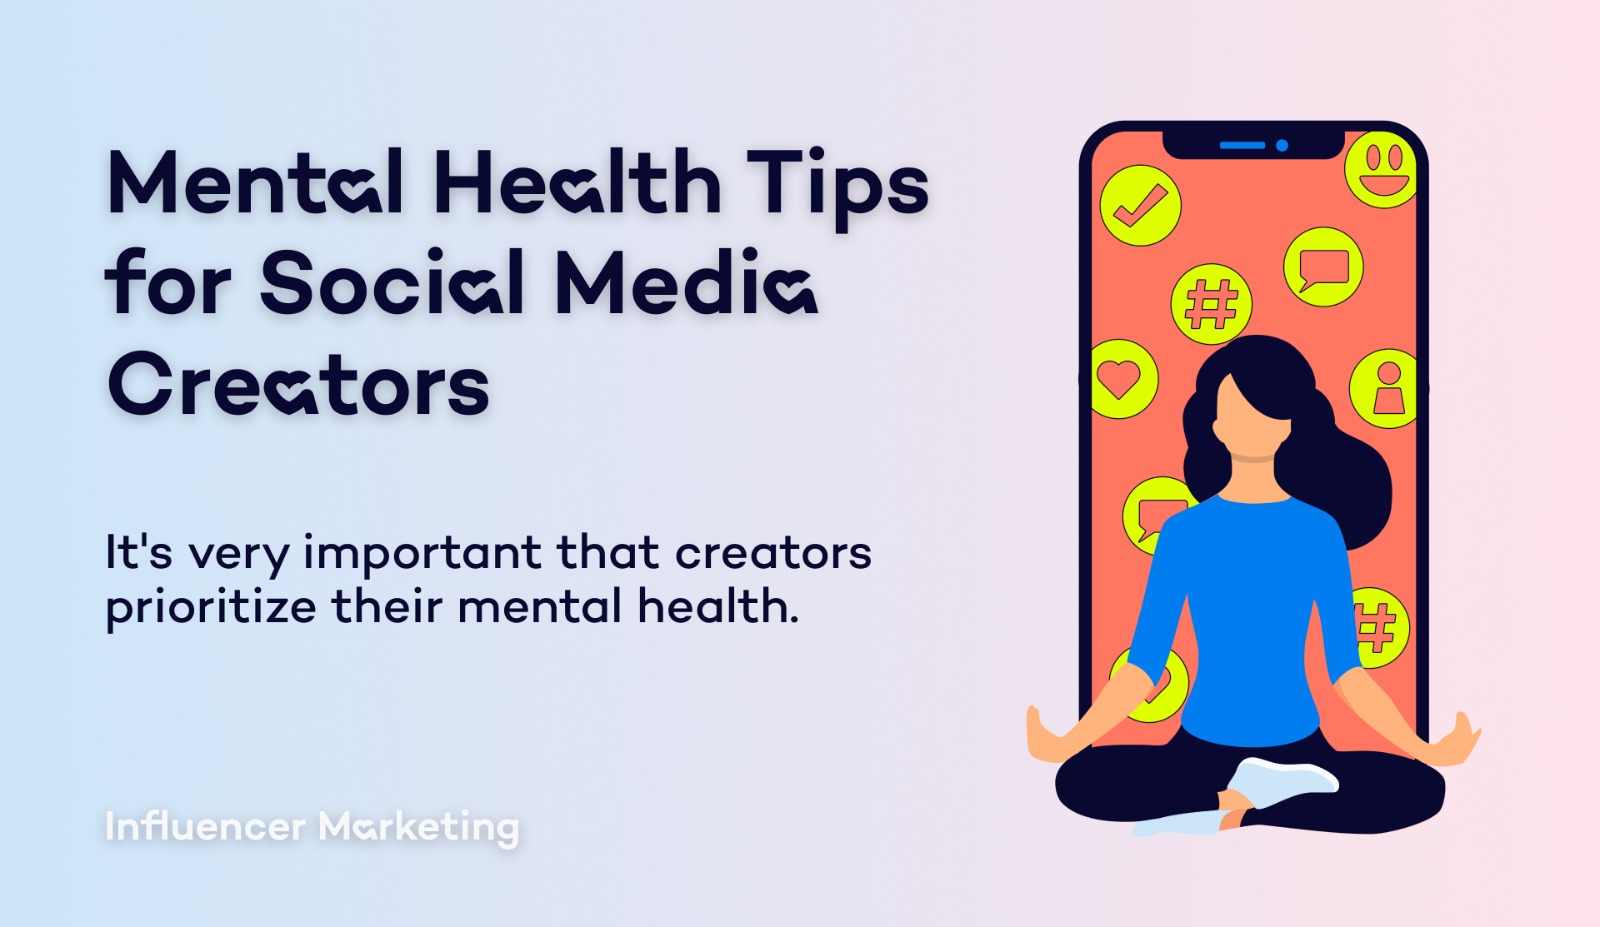 Mental Health Tips
for Social Media
Creators
It's very important that creators
prioritize their mental health.
Influencer Marketing